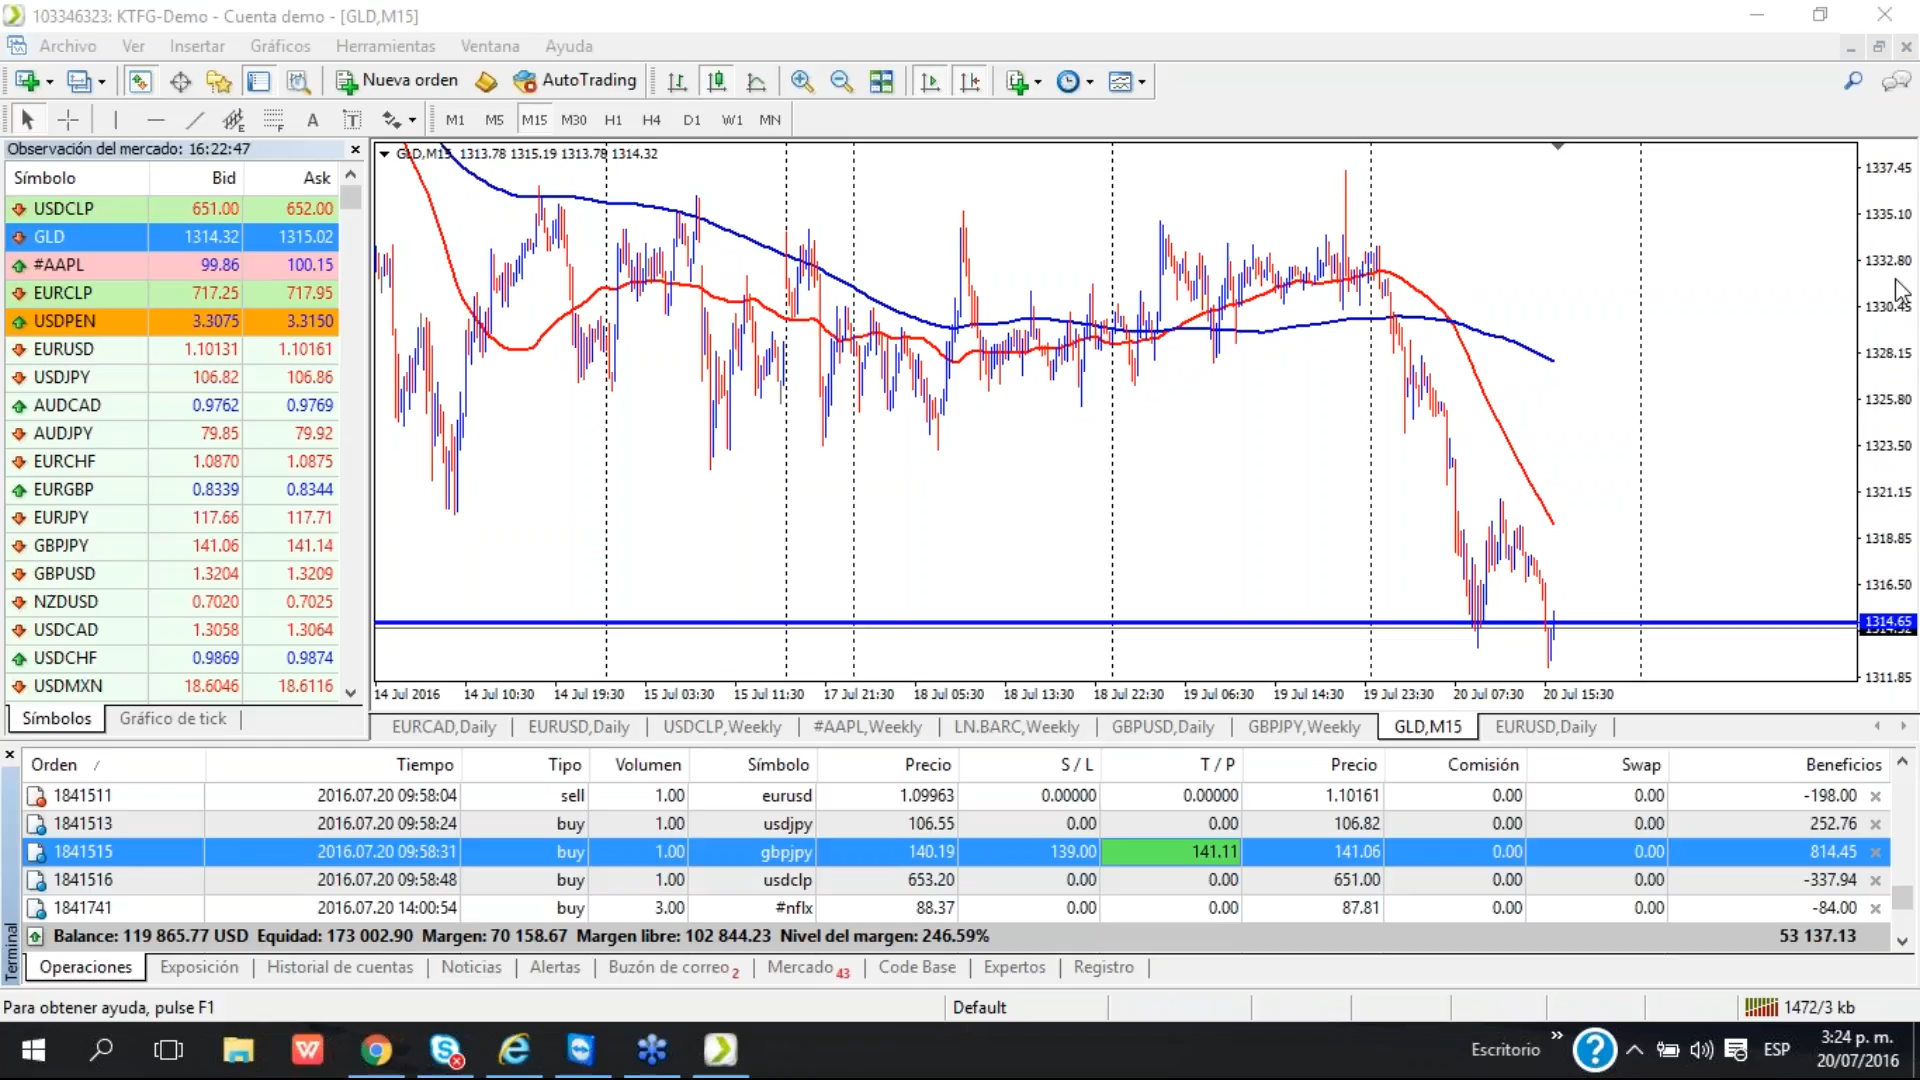 103346323: KTFG-Demo - Cuenta demo - [GLD,M15]
Archivo Ver Insertar Gráficos Herramientas Ventana Ayuda
Nueva orden AutoTrading
A T M1 M5 M15 M30 H1 H4 D1 W1 MN
Observación del mercado: 16:22:47
Símbolo Bid Ask
USDCLP 651.00 652.00
GLD 1314.32 1315.02
#AAPL 99.86 100.15
EURCLP 717.25 717.95
USDPEN 3.3075 3.3150
EURUSD 1.10131 1.10161
USDJPY 106.82 106.86
AUDCAD 0.9762 0.9769
AUDJPY 79.85 79.92
EURCHF 1.0870 1.0875
EURGBP 0.8339 0.8344
EURJPY 117.66 117.71
GBPJPY 141.06 141.14
GBPUSD 1.3204 1.3209
NZDUSD 0.7020 0.7025
USDCAD 1.3058 1.3064
USDCHF 0.9869 0.9874
USDMXN 18.6046 18.6116
Símbolos Gráfico de tick
GLD,M15 1313.78 1315.19 1313.78 1314.32
1337.45
1335.10
1332.80
1330.45
1328.15
1325.80
1323.50
1321.15
1318.85
1316.50
1314.65
1311.85
14 Jul 2016 14 Jul 10:30 14 Jul 19:30 15 Jul 03:30 15 Jul 11:30 17 Jul 21:30 18 Jul 05:30 18 Jul 13:30 18 Jul 22:30 19 Jul 06:30 19 Jul 14:30 19 Jul 23:30 20 Jul 07:30 20 Jul 15:30
EURCAD,Daily EURUSD,Daily USDCLP,Weekly #AAPL,Weekly LN.BARC,Weekly GBPUSD,Daily GBPJPY,Weekly GLD,M15 EURUSD,Daily
Orden / Tiempo Tipo Volumen Símbolo Precio S / L T / P Precio Comisión Swap Beneficios
1841511 2016.07.20 09:58:04 sell 1.00 eurusd 1.09963 0.00000 0.00000 1.10161 0.00 0.00 -198.00
1841513 2016.07.20 09:58:24 buy 1.00 usdjpy 106.55 0.00 0.00 106.82 0.00 0.00 252.76
1841515 2016.07.20 09:58:31 buy 1.00 gbpjpy 140.19 139.00 141.11 141.06 0.00 0.00 814.45
1841516 2016.07.20 09:58:48 buy 1.00 usdclp 653.20 0.00 0.00 651.00 0.00 0.00 -337.94
1841741 2016.07.20 14:00:54 buy 3.00 #nflx 88.37 0.00 0.00 87.81 0.00 0.00 -84.00
Balance: 119 865.77 USD Equidad: 173 002.90 Margen: 70 158.67 Margen libre: 102 844.23 Nivel del margen: 246.59% 53 137.13
Terminal
Operaciones Exposición Historial de cuentas Noticias Alertas Buzón de correo 2 Mercado 43 Code Base Expertos Registro
Para obtener ayuda, pulse F1 Default 1472/3 kb
Escritorio » ESP 3:24 p. m.
20/07/2016